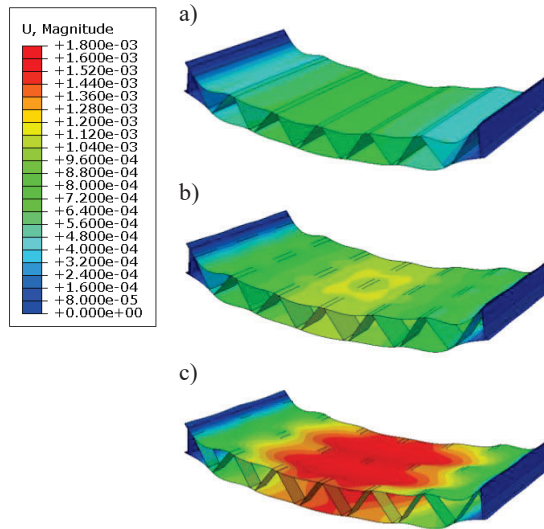 U, Magnitude
+1.800e-03
+1.600e-03
+1.520e-03
+1.440e-03
+1.360e-03
+1.280e-03
+1.200e-03
+1.120e-03
+1.040e-03
+9.600e-04
+8.800e-04
+8.000e-04
+7.200e-04
+6.400e-04
+5.600e-04
+4.800e-04
+4.000e-04
+3.200e-04
+2.400e-04
+1.600e-04
+8.000e-05
+0.000e+00
a)
b)
c)